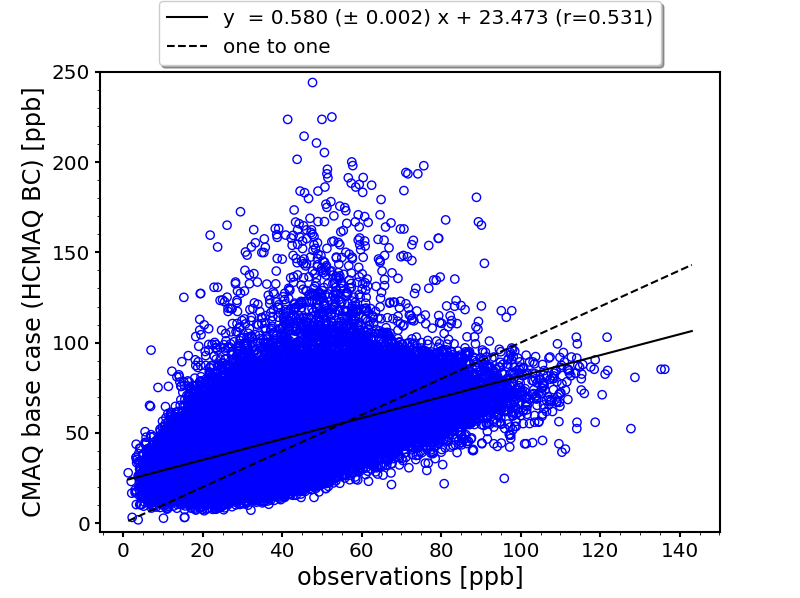 y = 0.580 (± 0.002) x + 23.473 (r=0.531)
one to one
250
200
150
100
50
0
CMAQ base case (HCMAQ BC) [ppb]
0 20 40 60 80 100 120 140
observations [ppb]